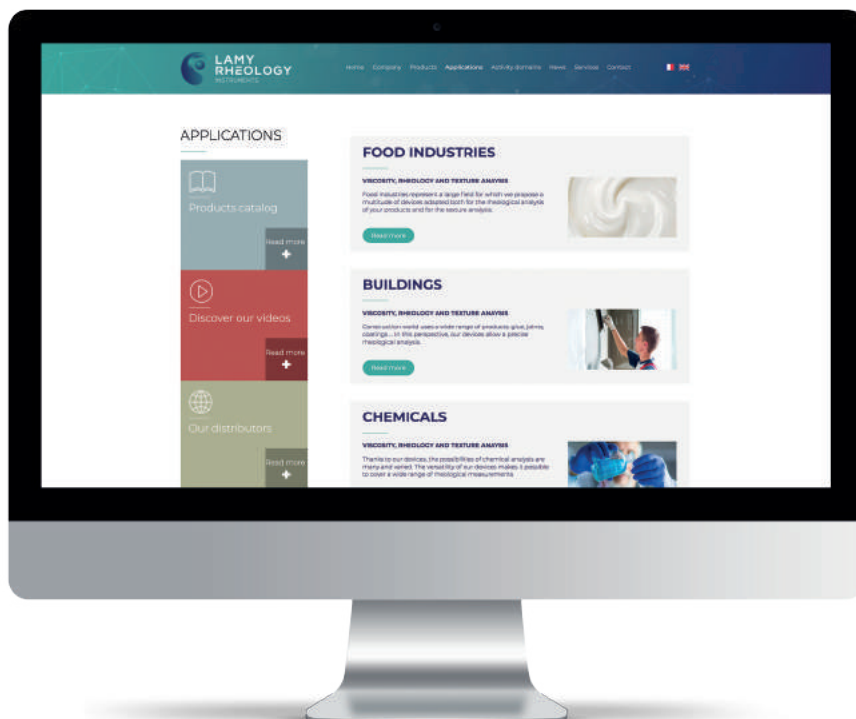 LAMY
RHEOLOGY
INSTRUMENTS
Home Company Products Applications Activity domains News Services Contact
APPLICATIONS
Products catalog
Read more
Discover our videos
Read more
Our distributors
Read more
FOOD INDUSTRIES
VISCOSITY, RHEOLOGY AND TEXTURE ANAYSIS
Food industries represent a large field for which we propose a
multitude of devices adapted both for the rheological analysis
of your products and for the texture analysis.
Read more
BUILDINGS
VISCOSITY, RHEOLOGY AND TEXTURE ANAYSIS
Construction world uses a wide range of products: glue, joints,
coatings ... In this perspective, our devices allow a precise
rheological analysis.
Read more
CHEMICALS
VISCOSITY, RHEOLOGY AND TEXTURE ANAYSIS
Thanks to our devices, the possibilities of chemical analysis are
many and varied. The versatility of our devices makes it possible
to cover a wide range of rheological measurements